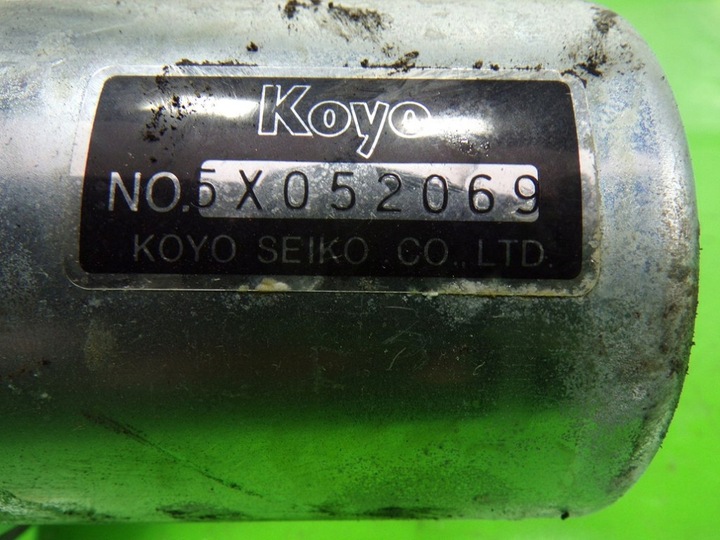 Koyo
NO.5X052069
KOYO SEIKO CO., LTD.